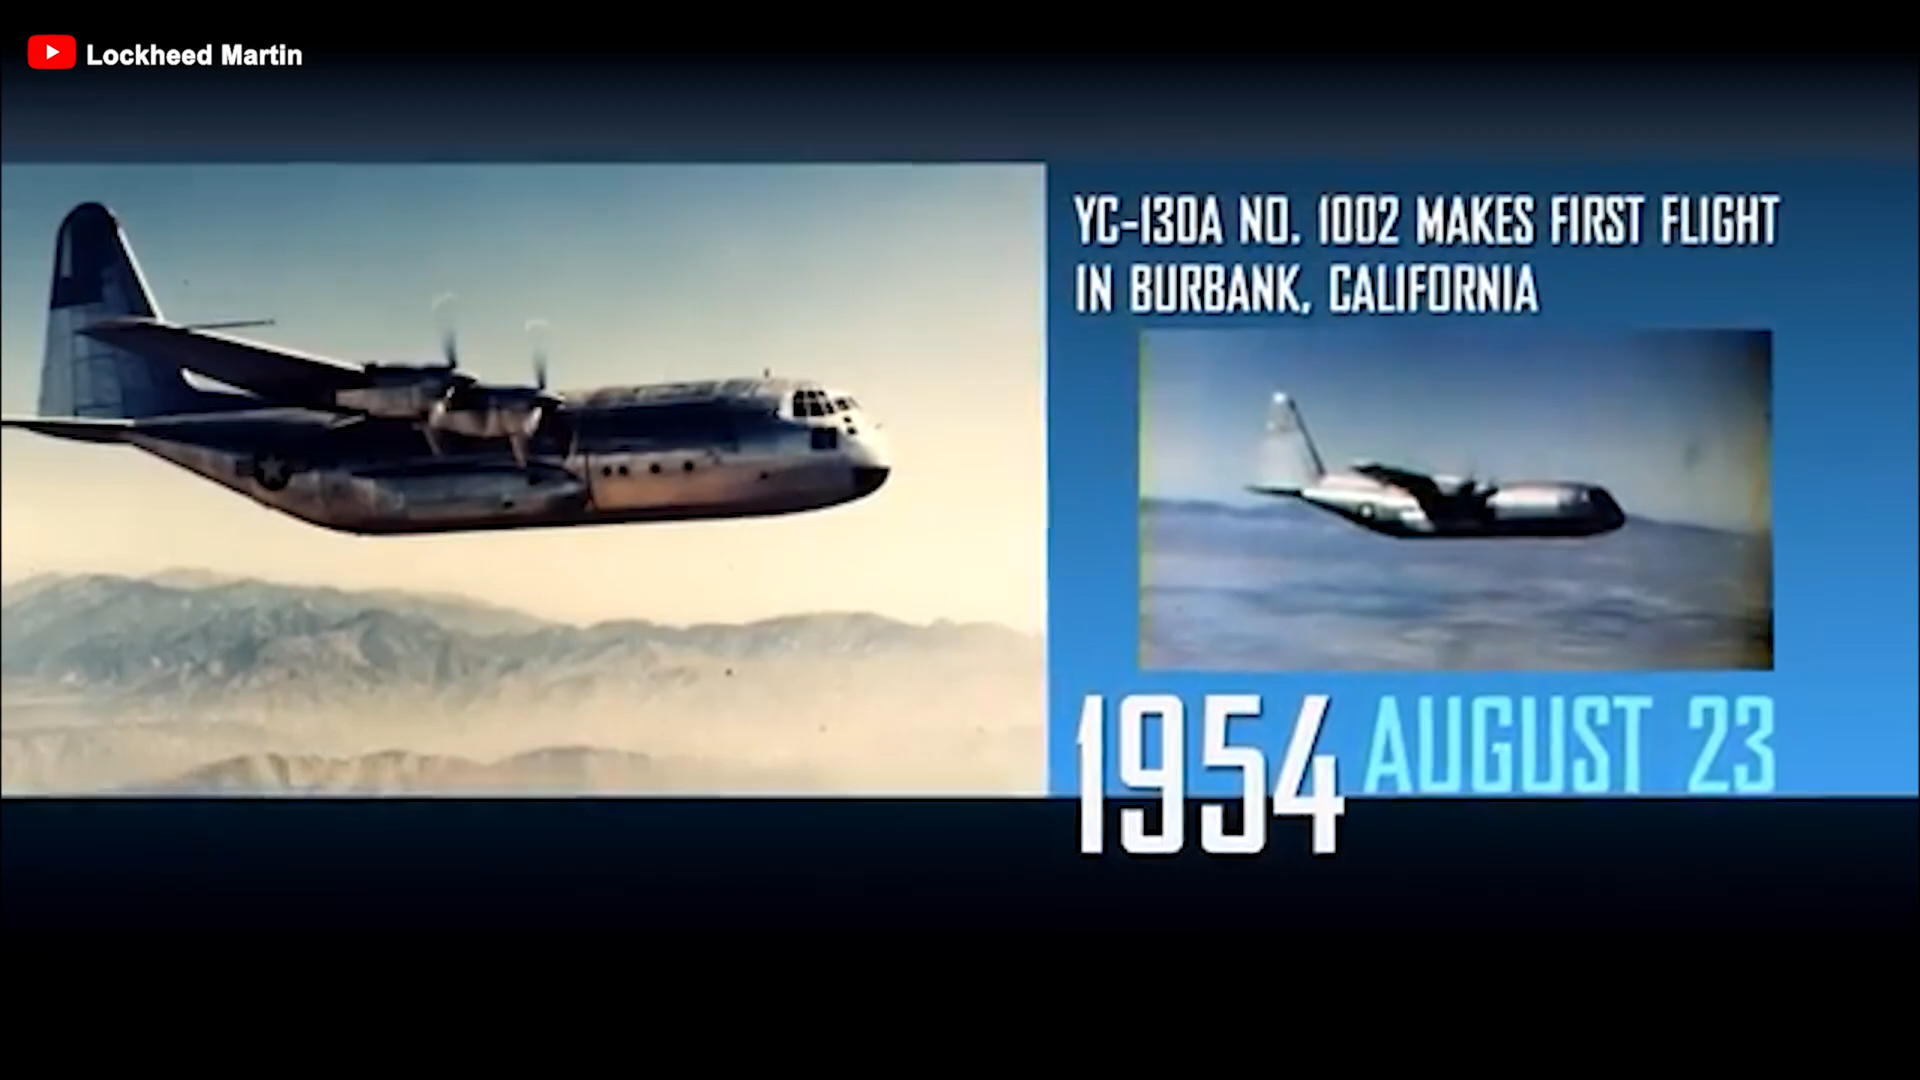 Lockheed Martin
YC-130A NO. 1002 MAKES FIRST FLIGHT
IN BURBANK, CALIFORNIA
1954 AUGUST 23